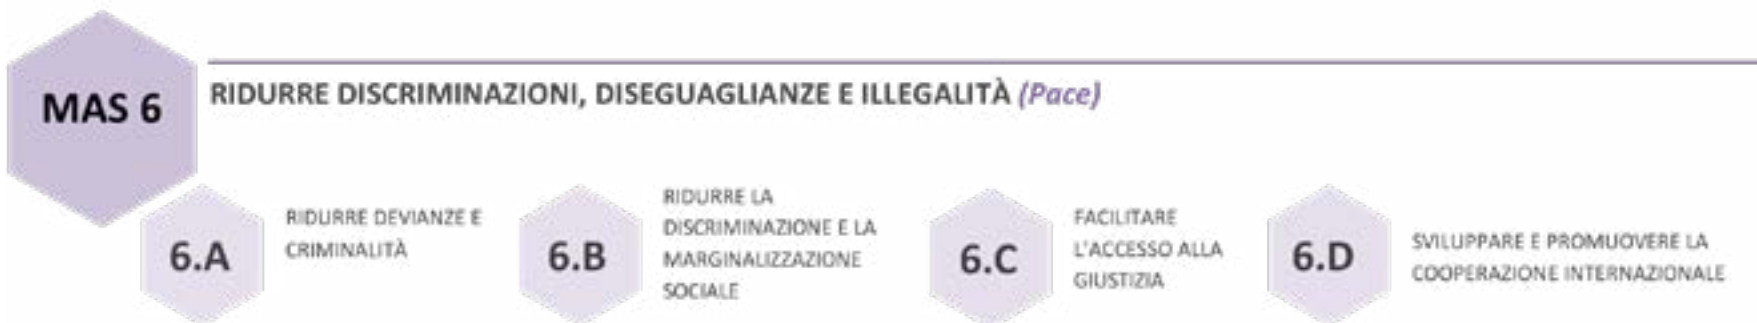 MAS 6
RIDURRE DISCRIMINAZIONI, DISEGUAGLIANZE E ILLEGALITÀ (Pace)
6.A
RIDURRE DEVIANZE E
CRIMINALITÀ
6.B
RIDURRE LA
DISCRIMINAZIONE E LA
MARGINALIZZAZIONE
SOCIALE
6.C
FACILITARE
L'ACCESSO ALLA
GIUSTIZIA
6.D
SVILUPPARE E PROMUOVERE LA
COOPERAZIONE INTERNAZIONALE